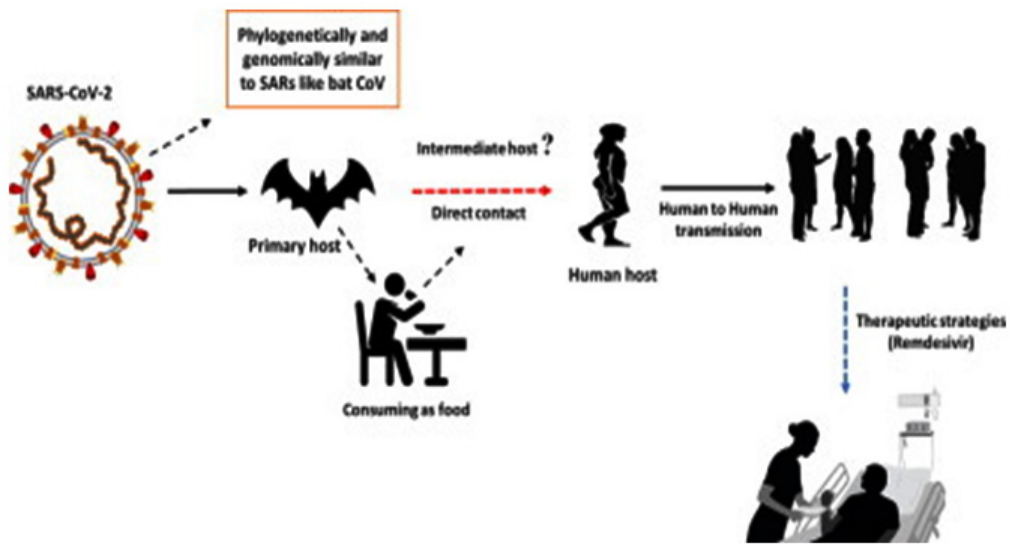 Phylogenetically and
genomically similar
to SARs like bat CoV
SARS-CoV-2
Intermediate host ?
Direct contact
Primary host
Human to Human
transmission
Human host
Therapeutic strategies
(Remdesivir)
Consuming as food